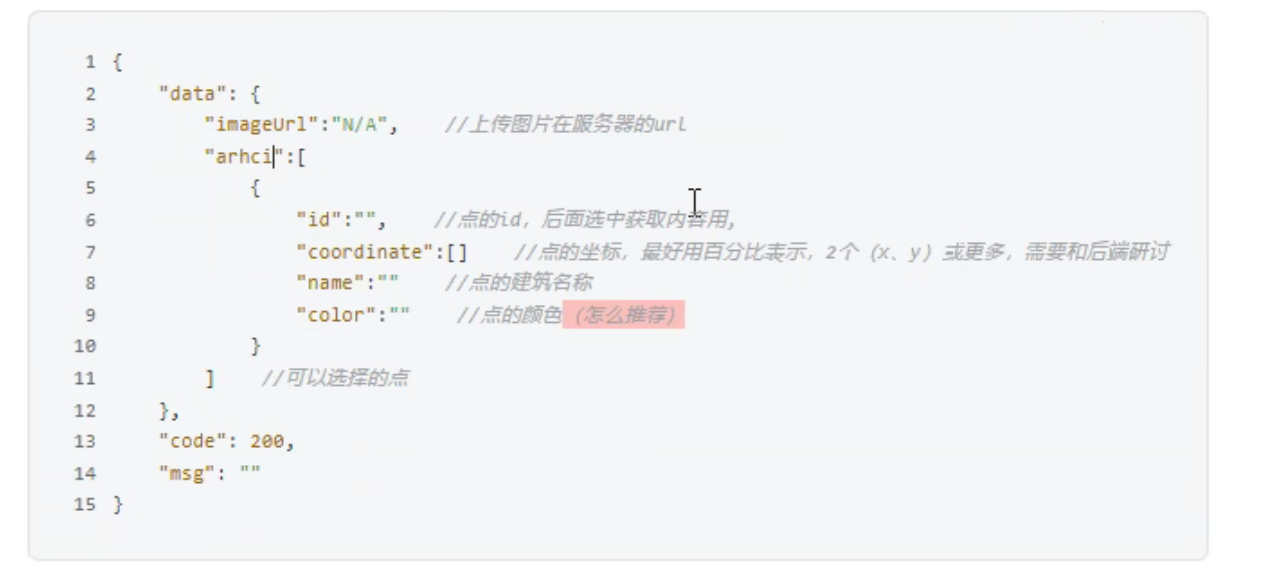 1 {
2 "data": {
3 "imageUrl":"N/A", //上传图片在服务器的url
4 "arhci":[
5 {
6 "id":"", //点的id，后面选中获取内容用，
7 "coordinate":[] //点的坐标，最好用百分比表示，2个（x、y）或更多，需要和后端研讨
8 "name":"" //点的建筑名称
9 "color":"" //点的颜色（怎么推荐）
10 }
11 ] //可以选择的点
12 },
13 "code": 200,
14 "msg": ""
15 }